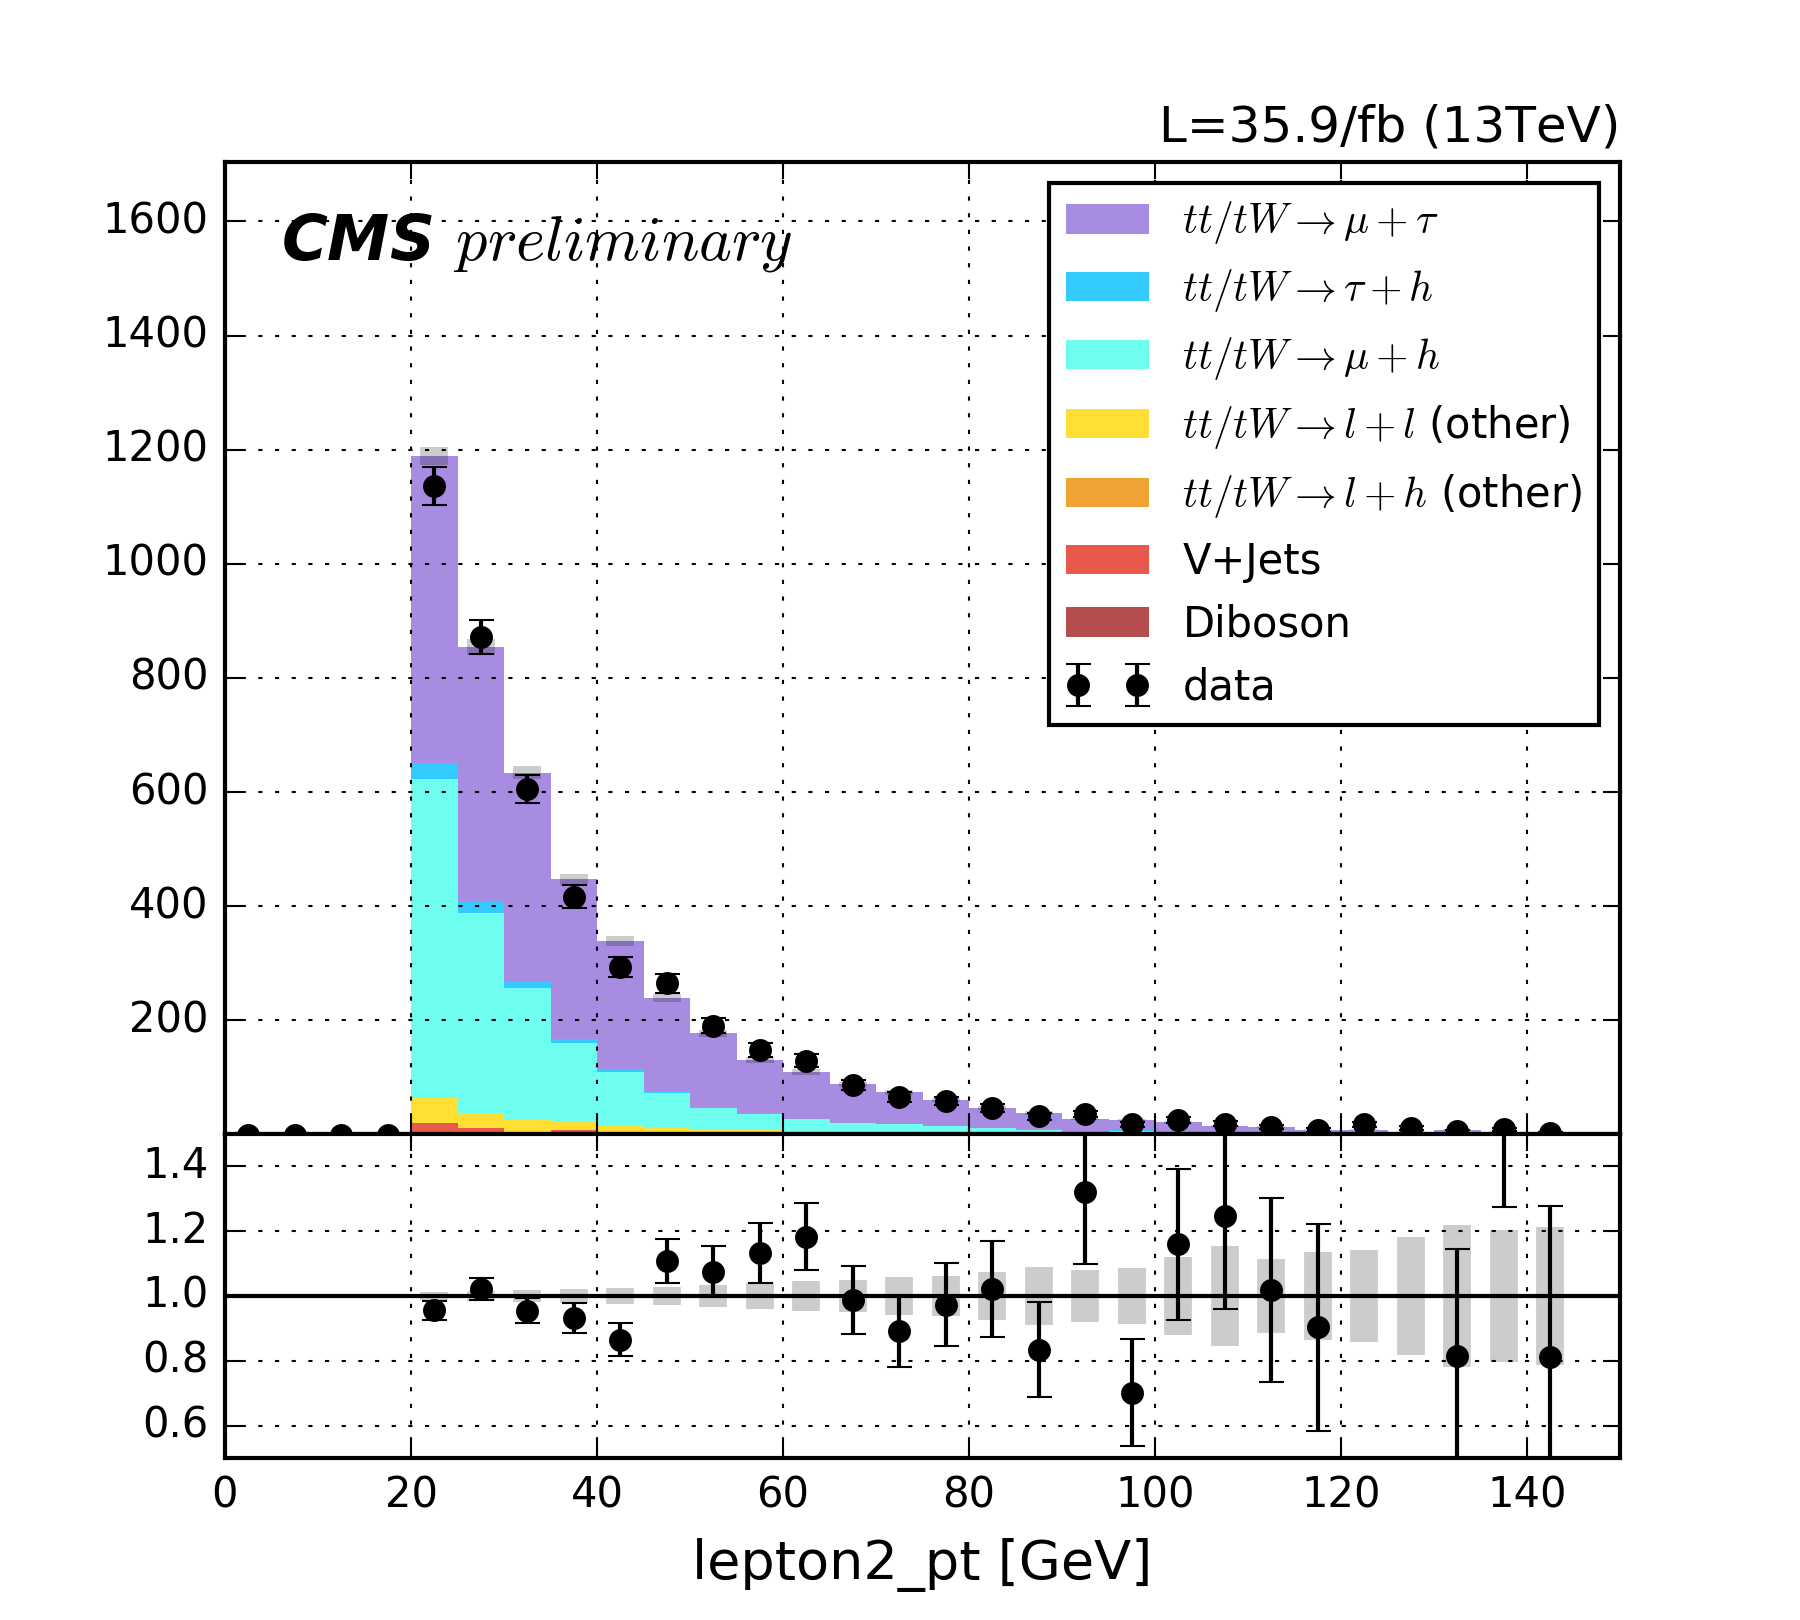 L=35.9/fb (13TeV)
CMS preliminary
1600
1400
1200
1000
800
600
400
200
tt/tW→μ+τ
tt/tW→τ+h
tt/tW→μ+h
tt/tW→l+l (other)
tt/tW→l+h (other)
V+Jets
Diboson
data
1.4
1.2
1.0
0.8
0.6
0 20 40 60 80 100 120 140
lepton2_pt [GeV]